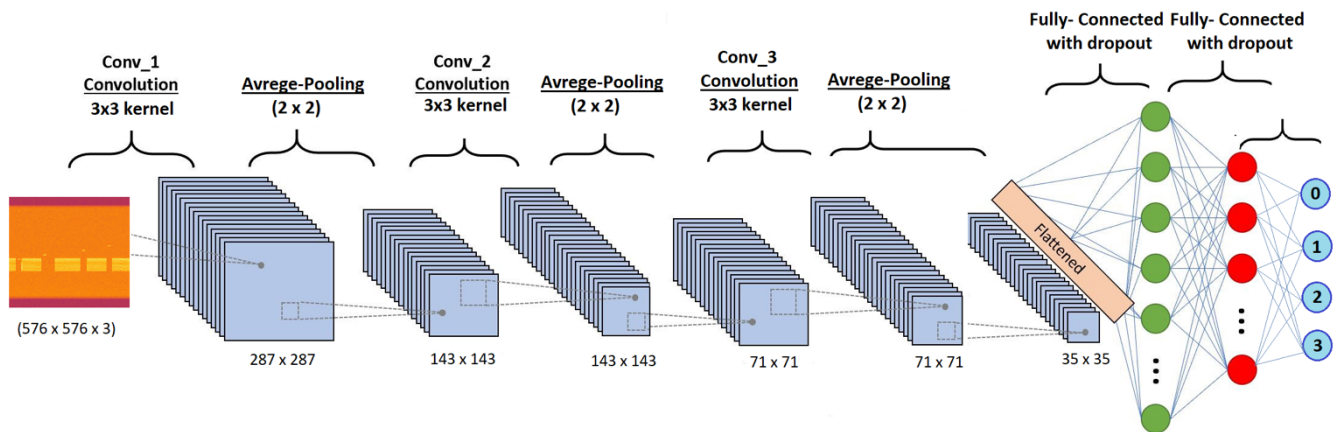 Conv_1
Convolution
3x3 kernel
Avrege-Pooling
(2 x 2)
Conv_2
Convolution
3x3 kernel
Avrege-Pooling
(2 x 2)
Conv_3
Convolution
3x3 kernel
Avrege-Pooling
(2 x 2)
Fully- Connected
with dropout
Fully- Connected
with dropout
(576 x 576 x 3)
287 x 287
143 x 143
143 x 143
71 x 71
71 x 71
35 x 35
Flattened
0
1
2
3